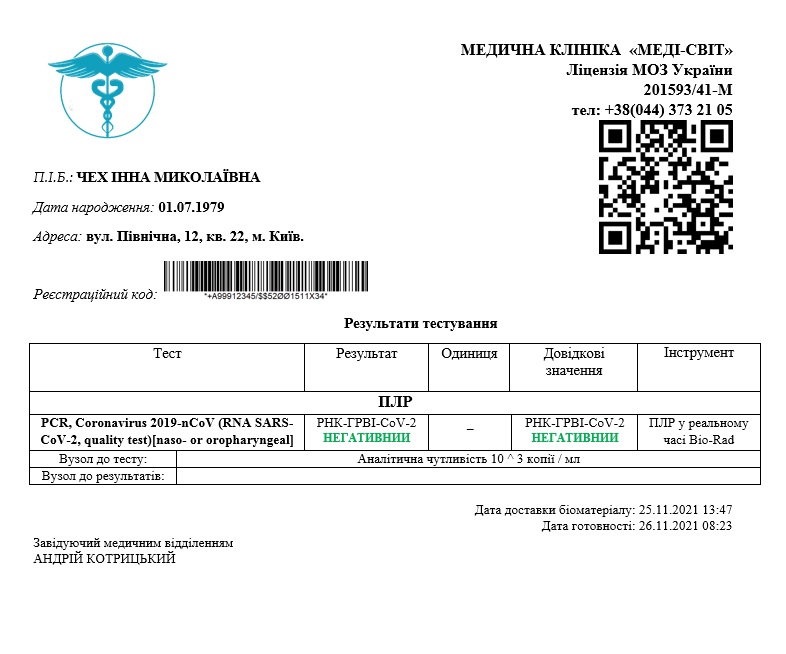 МЕДИЧНА КЛІНІКА «МЕДІ-СВІТ»
Ліцензія МОЗ України
201593/41-М
тел: +38(044) 373 21 05
П.І.Б.: ЧЕХ ІННА МИКОЛАЇВНА
Дата народження: 01.07.1979
Адреса: вул. Північна, 12, кв. 22, м. Київ.
Реєстраційний код:
*+A99912345/$$52ØØ1511X34*
Результати тестування
Тест Результат Одиниця Довідкові значення Інструмент
ПЛР
PCR, Coronavirus 2019-nCoV (RNA SARS-
CoV-2, quality test)[naso- or oropharyngeal]
РНК-ГРВІ-CoV-2
НЕГАТИВНИИ
–
РНК-ГРВІ-CoV-2
НЕГАТИВНИИ
ПЛР у реальному
часі Bio-Rad
Вузол до тесту: Аналітична чутливість 10 ^ 3 копії / мл
Вузол до результатів:
Дата доставки біоматеріалу: 25.11.2021 13:47
Дата готовності: 26.11.2021 08:23
Завідуючий медичним відділенням
АНДРІЙ КОТРИЦЬКИЙ